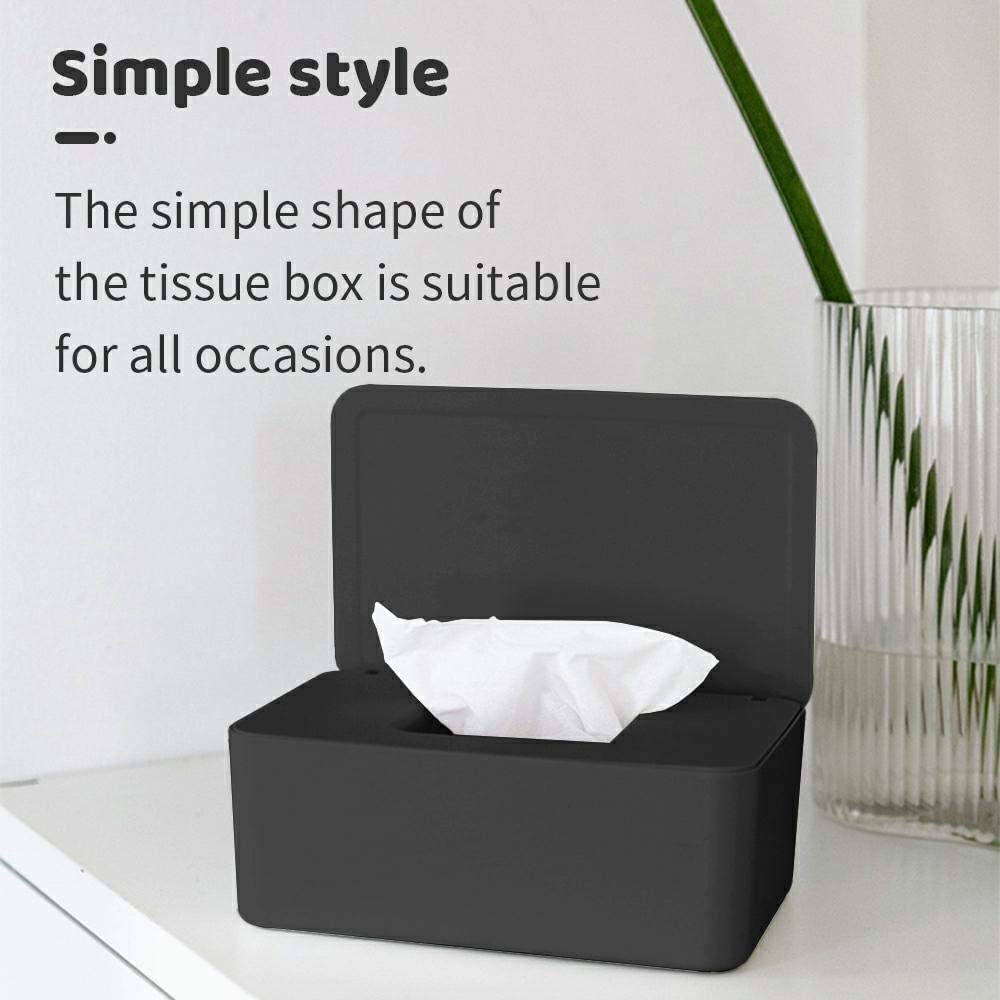 Simple style
The simple shape of
the tissue box is suitable
for all occasions.